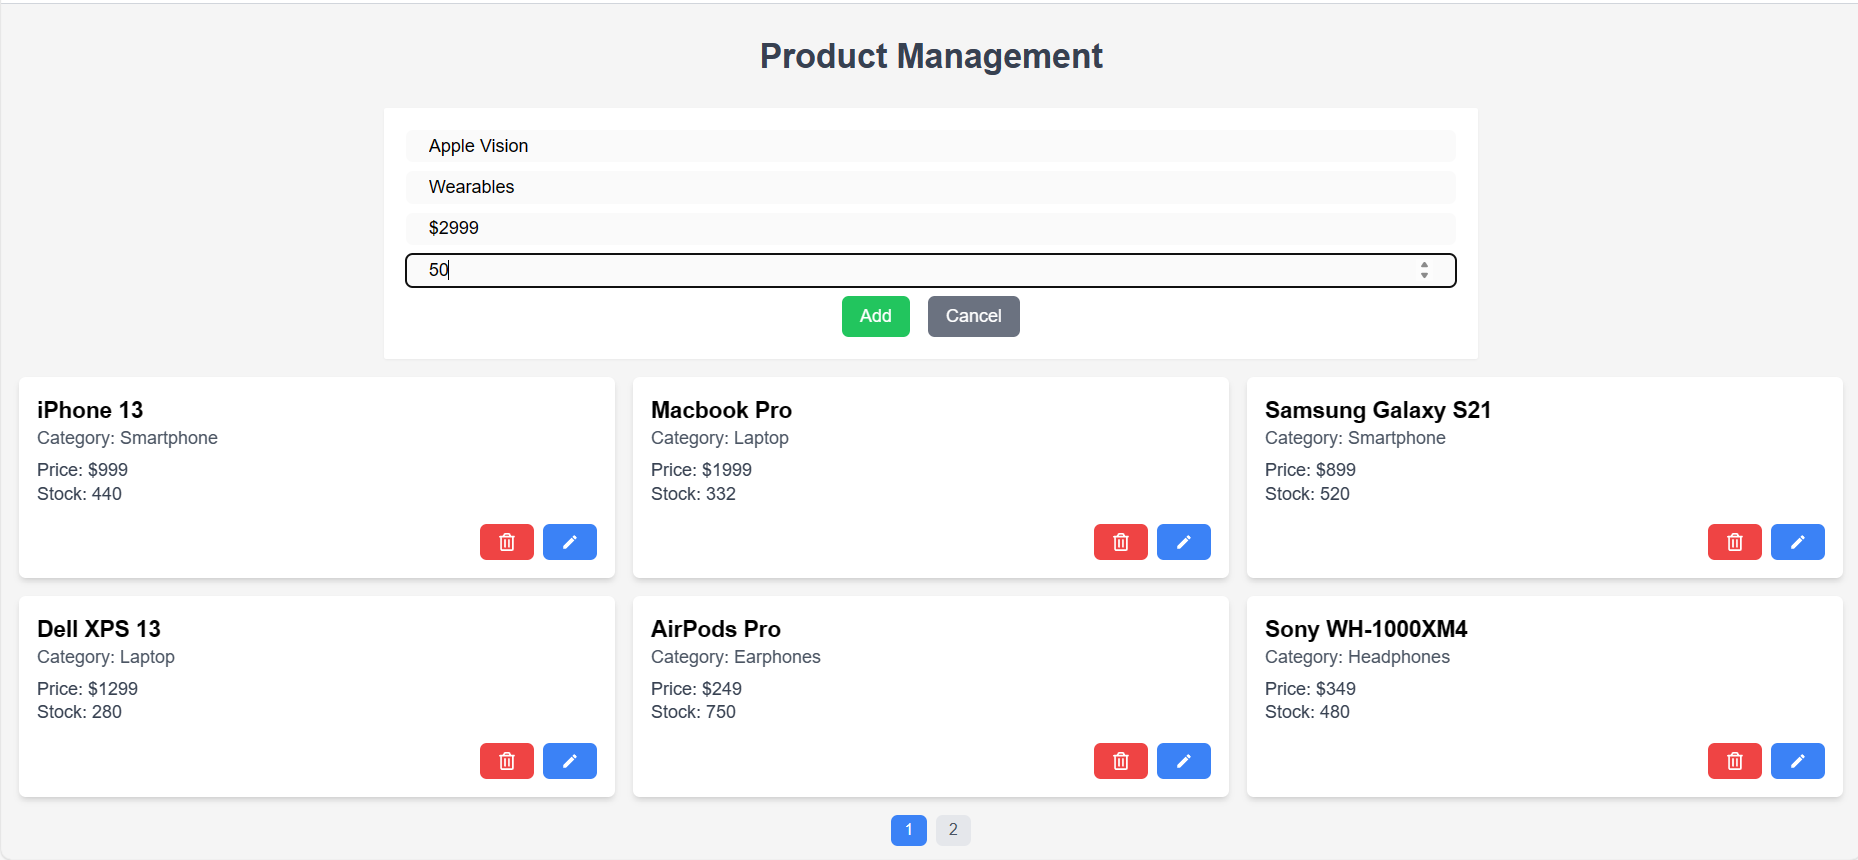 Product Management
Apple Vision
Wearables
$2999
50
Add Cancel
iPhone 13
Category: Smartphone
Price: $999
Stock: 440
Macbook Pro
Category: Laptop
Price: $1999
Stock: 332
Samsung Galaxy S21
Category: Smartphone
Price: $899
Stock: 520
Dell XPS 13
Category: Laptop
Price: $1299
Stock: 280
AirPods Pro
Category: Earphones
Price: $249
Stock: 750
Sony WH-1000XM4
Category: Headphones
Price: $349
Stock: 480
1 2